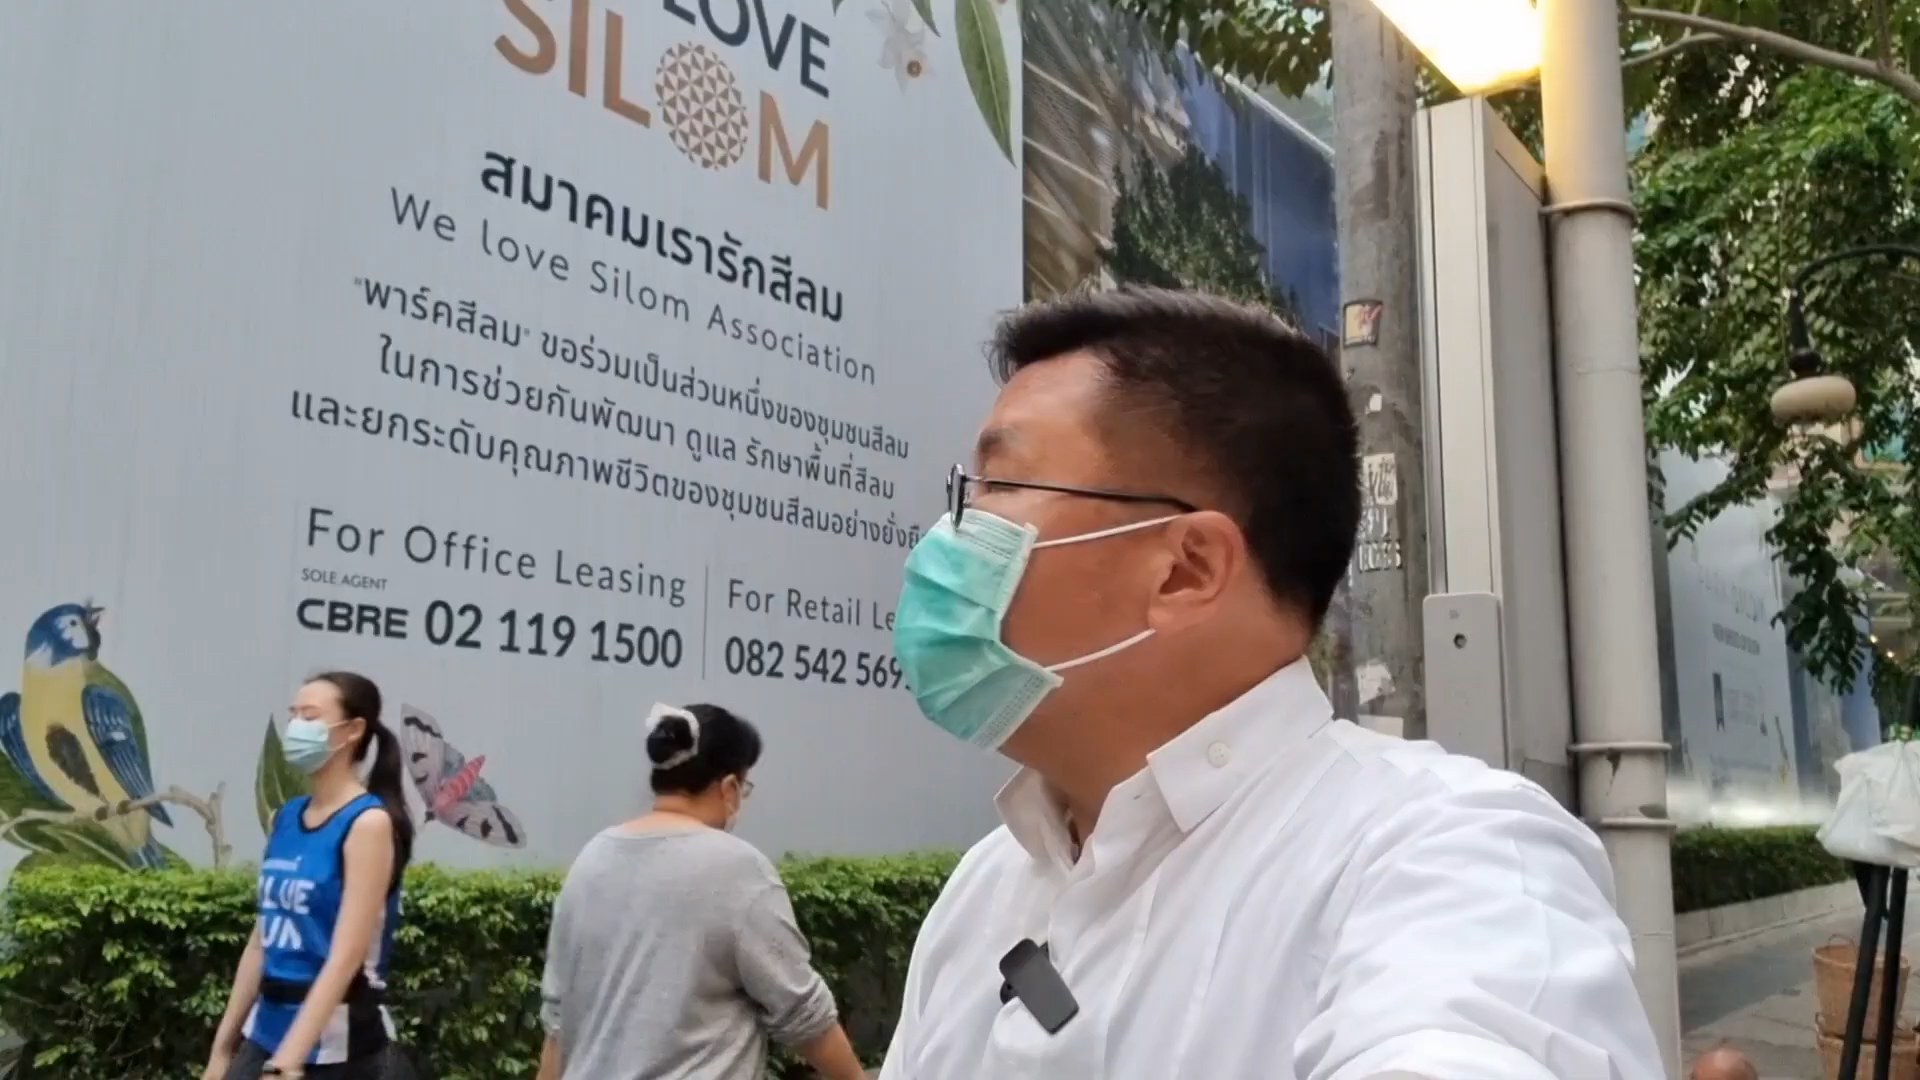 LOVE
SILOM
สมาคมเรารักสีลม
We love Silom Association
"พาร์คสีลม" ขอร่วมเป็นส่วนหนึ่งของชุมชนสีลม
ในการช่วยกันพัฒนา ดูแล รักษาพื้นที่สีลม
และยกระดับคุณภาพชีวิตของชุมชนสีลมอย่าง
For Office Leasing
SOLE AGENT
CBRE 02 119 1500
For Retail
082 542 569